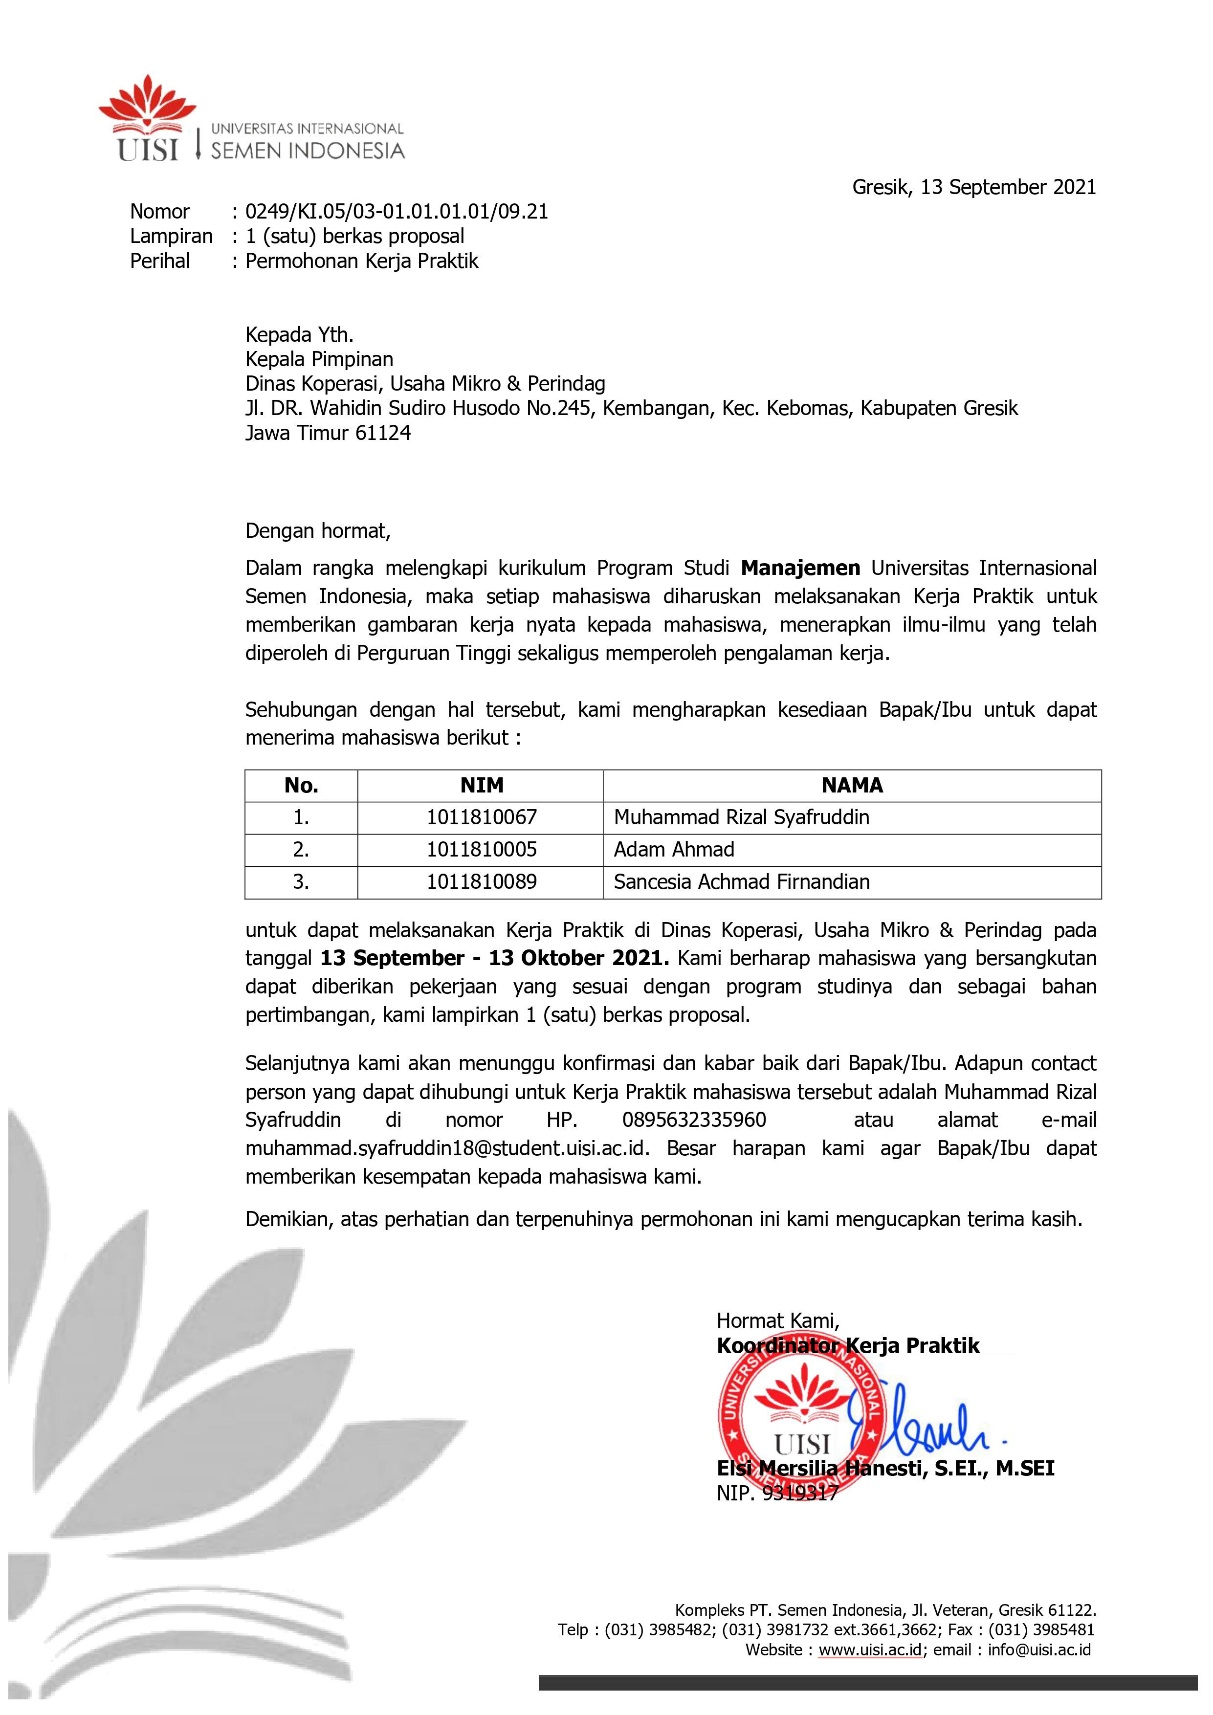 UISI
UNIVERSITAS INTERNASIONAL
SEMEN INDONESIA
Gresik, 13 September 2021
Nomor : 0249/KI.05/03-01.01.01.01/09.21
Lampiran : 1 (satu) berkas proposal
Perihal : Permohonan Kerja Praktik
Kepada Yth.
Kepala Pimpinan
Dinas Koperasi, Usaha Mikro & Perindag
Jl. DR. Wahidin Sudiro Husodo No.245, Kembangan, Kec. Kebomas, Kabupaten Gresik
Jawa Timur 61124
Dengan hormat,
Dalam rangka melengkapi kurikulum Program Studi Manajemen Universitas Internasional
Semen Indonesia, maka setiap mahasiswa diharuskan melaksanakan Kerja Praktik untuk
memberikan gambaran kerja nyata kepada mahasiswa, menerapkan ilmu-ilmu yang telah
diperoleh di Perguruan Tinggi sekaligus memperoleh pengalaman kerja.
Sehubungan dengan hal tersebut, kami mengharapkan kesediaan Bapak/Ibu untuk dapat
menerima mahasiswa berikut :
No. NIM NAMA
1. 1011810067 Muhammad Rizal Syafruddin
2. 1011810005 Adam Ahmad
3. 1011810089 Sancesia Achmad Firnandian
untuk dapat melaksanakan Kerja Praktik di Dinas Koperasi, Usaha Mikro & Perindag pada
tanggal 13 September - 13 Oktober 2021. Kami berharap mahasiswa yang bersangkutan
dapat diberikan pekerjaan yang sesuai dengan program studinya dan sebagai bahan
pertimbangan, kami lampirkan 1 (satu) berkas proposal.
Selanjutnya kami akan menunggu konfirmasi dan kabar baik dari Bapak/Ibu. Adapun contact
person yang dapat dihubungi untuk Kerja Praktik mahasiswa tersebut adalah Muhammad Rizal
Syafruddin di nomor HP. 0895632335960 atau alamat e-mail
muhammad.syafruddin18@student.uisi.ac.id. Besar harapan kami agar Bapak/Ibu dapat
memberikan kesempatan kepada mahasiswa kami.
Demikian, atas perhatian dan terpenuhinya permohonan ini kami mengucapkan terima kasih.
Hormat Kami,
Koordinator Kerja Praktik
UNIVERSITAS INTERNASIONAL
UISI
SEMEN INDONESIA
Elsi Mersilia Hanesti, S.EI., M.SEI
NIP. 9319317
Kompleks PT. Semen Indonesia, Jl. Veteran, Gresik 61122.
Telp : (031) 3985482; (031) 3981732 ext.3661,3662; Fax : (031) 3985481
Website : www.uisi.ac.id; email : info@uisi.ac.id